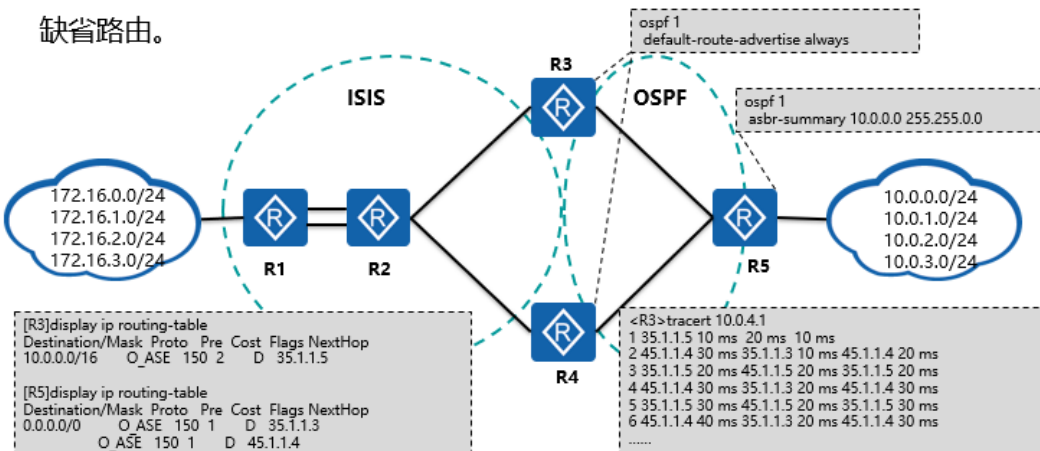 缺省路由。
ospf 1
default-route-advertise always
R3
ISIS
OSPF
ospf 1
asbr-summary 10.0.0.0 255.255.0.0
172.16.0.0/24
172.16.1.0/24
172.16.2.0/24
172.16.3.0/24
R
R
R
R
R
10.0.0.0/24
10.0.1.0/24
10.0.2.0/24
10.0.3.0/24
R1
R2
R5
R4
[R3]display ip routing-table
Destination/Mask Proto Pre Cost Flags NextHop
10.0.0.0/16 O_ASE 150 2 D 35.1.1.5
[R5]display ip routing-table
Destination/Mask Proto Pre Cost Flags NextHop
0.0.0.0/0 O_ASE 150 1 D 35.1.1.3
O_ASE 150 1 D 45.1.1.4
<R3>tracert 10.0.4.1
1 35.1.1.5 10 ms 20 ms 10 ms
2 45.1.1.4 30 ms 35.1.1.3 10 ms 45.1.1.4 20 ms
3 35.1.1.5 20 ms 45.1.1.5 20 ms 35.1.1.5 20 ms
4 45.1.1.4 30 ms 35.1.1.3 20 ms 45.1.1.4 30 ms
5 35.1.1.5 30 ms 45.1.1.5 20 ms 35.1.1.5 30 ms
6 45.1.1.4 40 ms 35.1.1.3 20 ms 45.1.1.4 30 ms
......